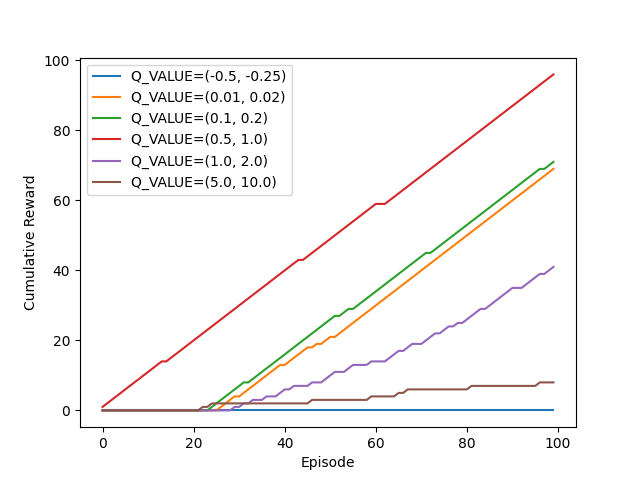 100
80
60
40
20
0
Cumulative Reward
Q_VALUE=(-0.5, -0.25)
Q_VALUE=(0.01, 0.02)
Q_VALUE=(0.1, 0.2)
Q_VALUE=(0.5, 1.0)
Q_VALUE=(1.0, 2.0)
Q_VALUE=(5.0, 10.0)
0 20 40 60 80 100
Episode